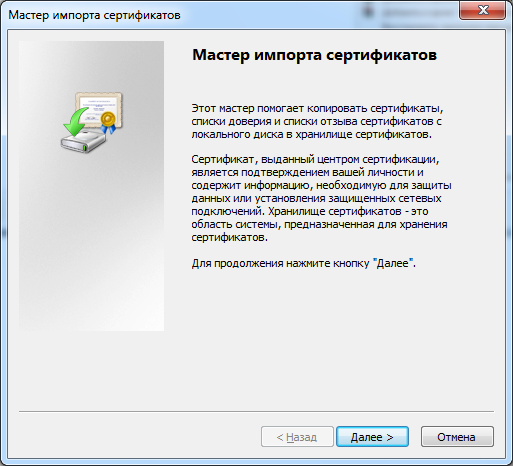 Мастер импорта сертификатов
Мастер импорта сертификатов
Этот мастер помогает копировать сертификаты,
списки доверия и списки отзыва сертификатов с
локального диска в хранилище сертификатов.
Сертификат, выданный центром сертификации,
является подтверждением вашей личности и
содержит информацию, необходимую для защиты
данных или установления защищенных сетевых
подключений. Хранилище сертификатов - это
область системы, предназначенная для хранения
сертификатов.
Для продолжения нажмите кнопку "Далее".
< Назад
Далее >
Отмена